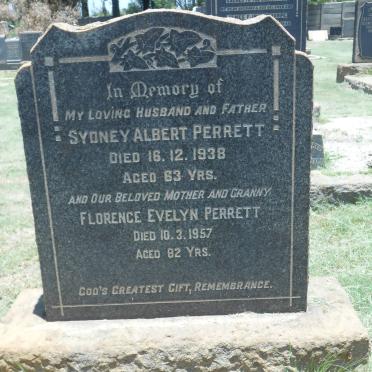 In Memory of
MY LOVING HUSBAND AND FATHER
SYDNEY ALBERT PERRETT
DIED 16.12.1938
AGED 63 YRS.
AND OUR BELOVED MOTHER AND GRANNY
FLORENCE EVELYN PERRETT
DIED 10.3.1957
AGED 82 YRS.
GOD'S GREATEST GIFT, REMEMBRANCE.